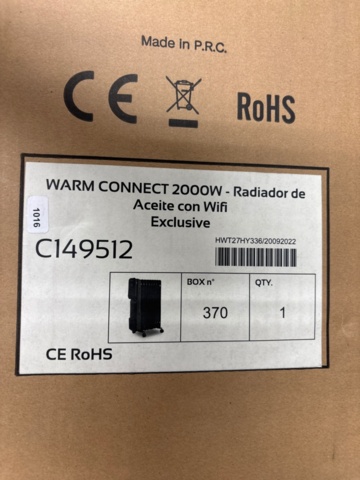 Made in P.R.C.
CE
RoHS
WARM CONNECT 2000W - Radiador de
Aceite con Wifi
Exclusive
1016
C149512
HWT27HY336/20092022
BOX n°
QTY.
370
1
CE RoHS